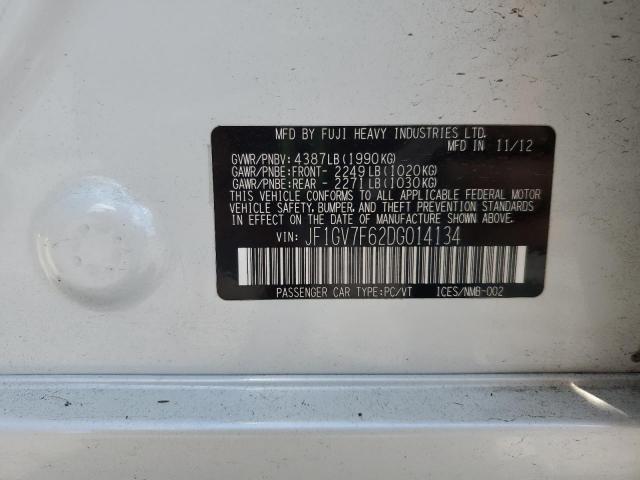 MFD BY FUJI HEAVY INDUSTRIES LTD.
MFD IN 11/12
GVWR/PNBV: 4387LB(1990KG)
GAWR/PNBE:FRONT- 2249LB(1020KG)
GAWR/PNBE:REAR - 2271LB(1030KG)
THIS VEHICLE CONFORMS TO ALL APPLICABLE FEDERAL MOTOR
VEHICLE SAFETY, BUMPER, AND THEFT PREVENTION STANDARDS
IN EFFECT ON THE DATE OF MANUFACTURE SHOWN ABOVE.
VIN: JF1GV7F62DG014134
PASSENGER CAR TYPE:PC/VT ICES/NMB-002